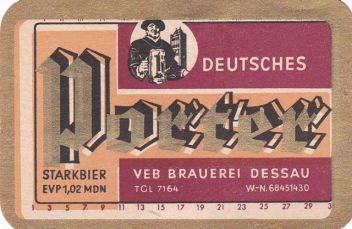 DEUTSCHES
Porter
STARKBIER
EVP 1,02 MDN
VEB BRAUEREI DESSAU
TGL 7164 W.-N. 68451430
1 3 5 7 9 11 13 15 17 19 21 23 25 27 29 3